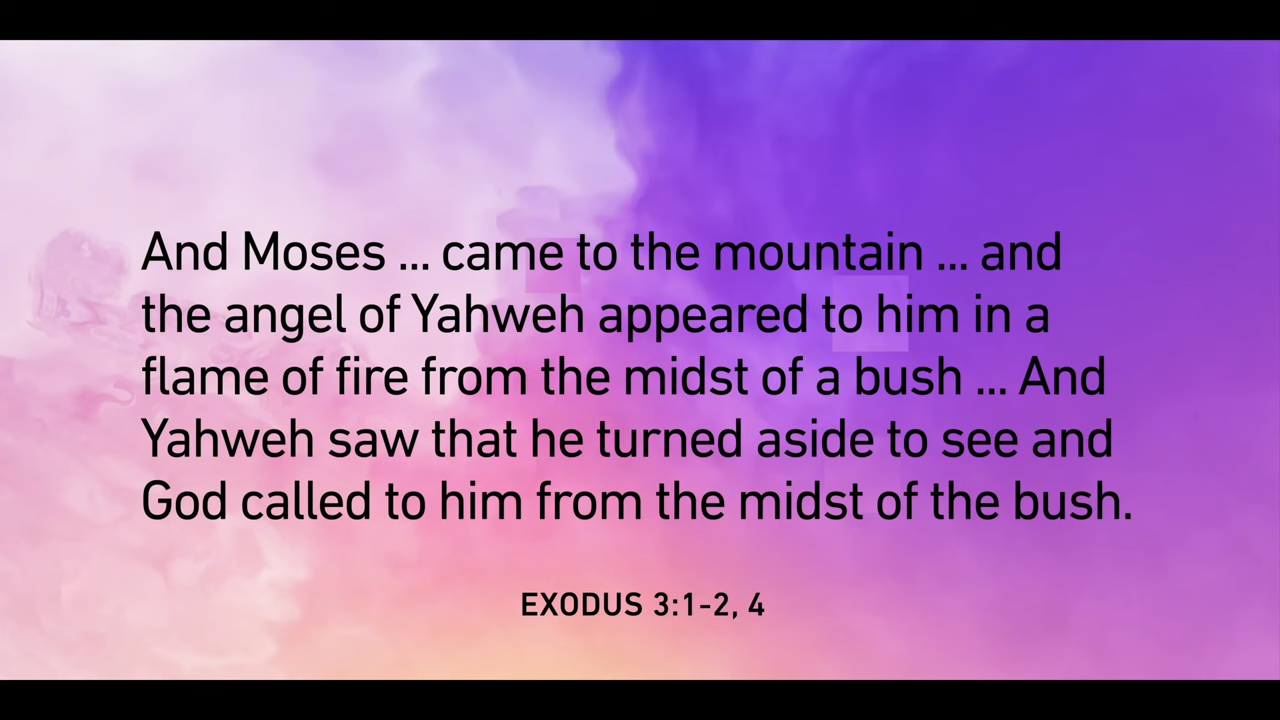 And Moses ... came to the mountain ... and
the angel of Yahweh appeared to him in a
flame of fire from the midst of a bush ... And
Yahweh saw that he turned aside to see and
God called to him from the midst of the bush.
EXODUS 3:1-2, 4